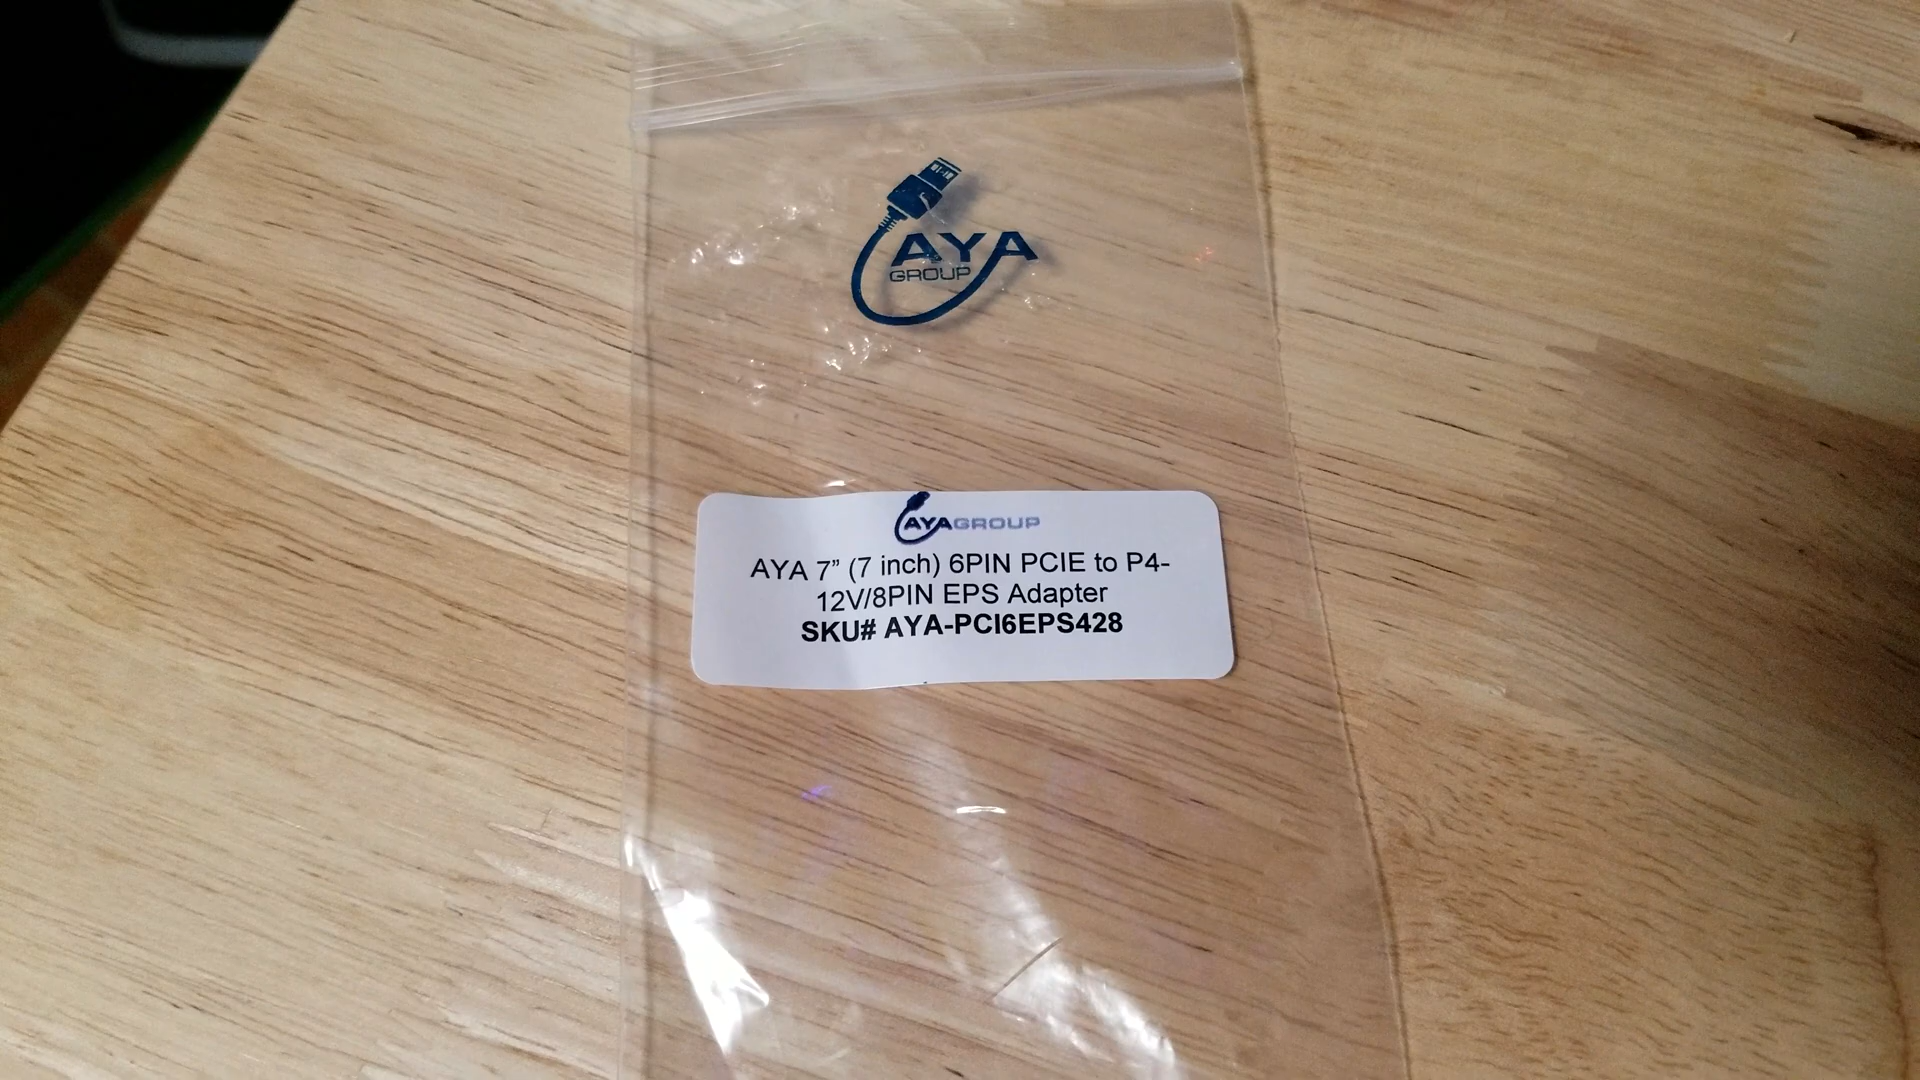 AYA
GROUP
AYAGROUP
AYA 7” (7 inch) 6PIN PCIE to P4-
12V/8PIN EPS Adapter
SKU# AYA-PCI6EPS428